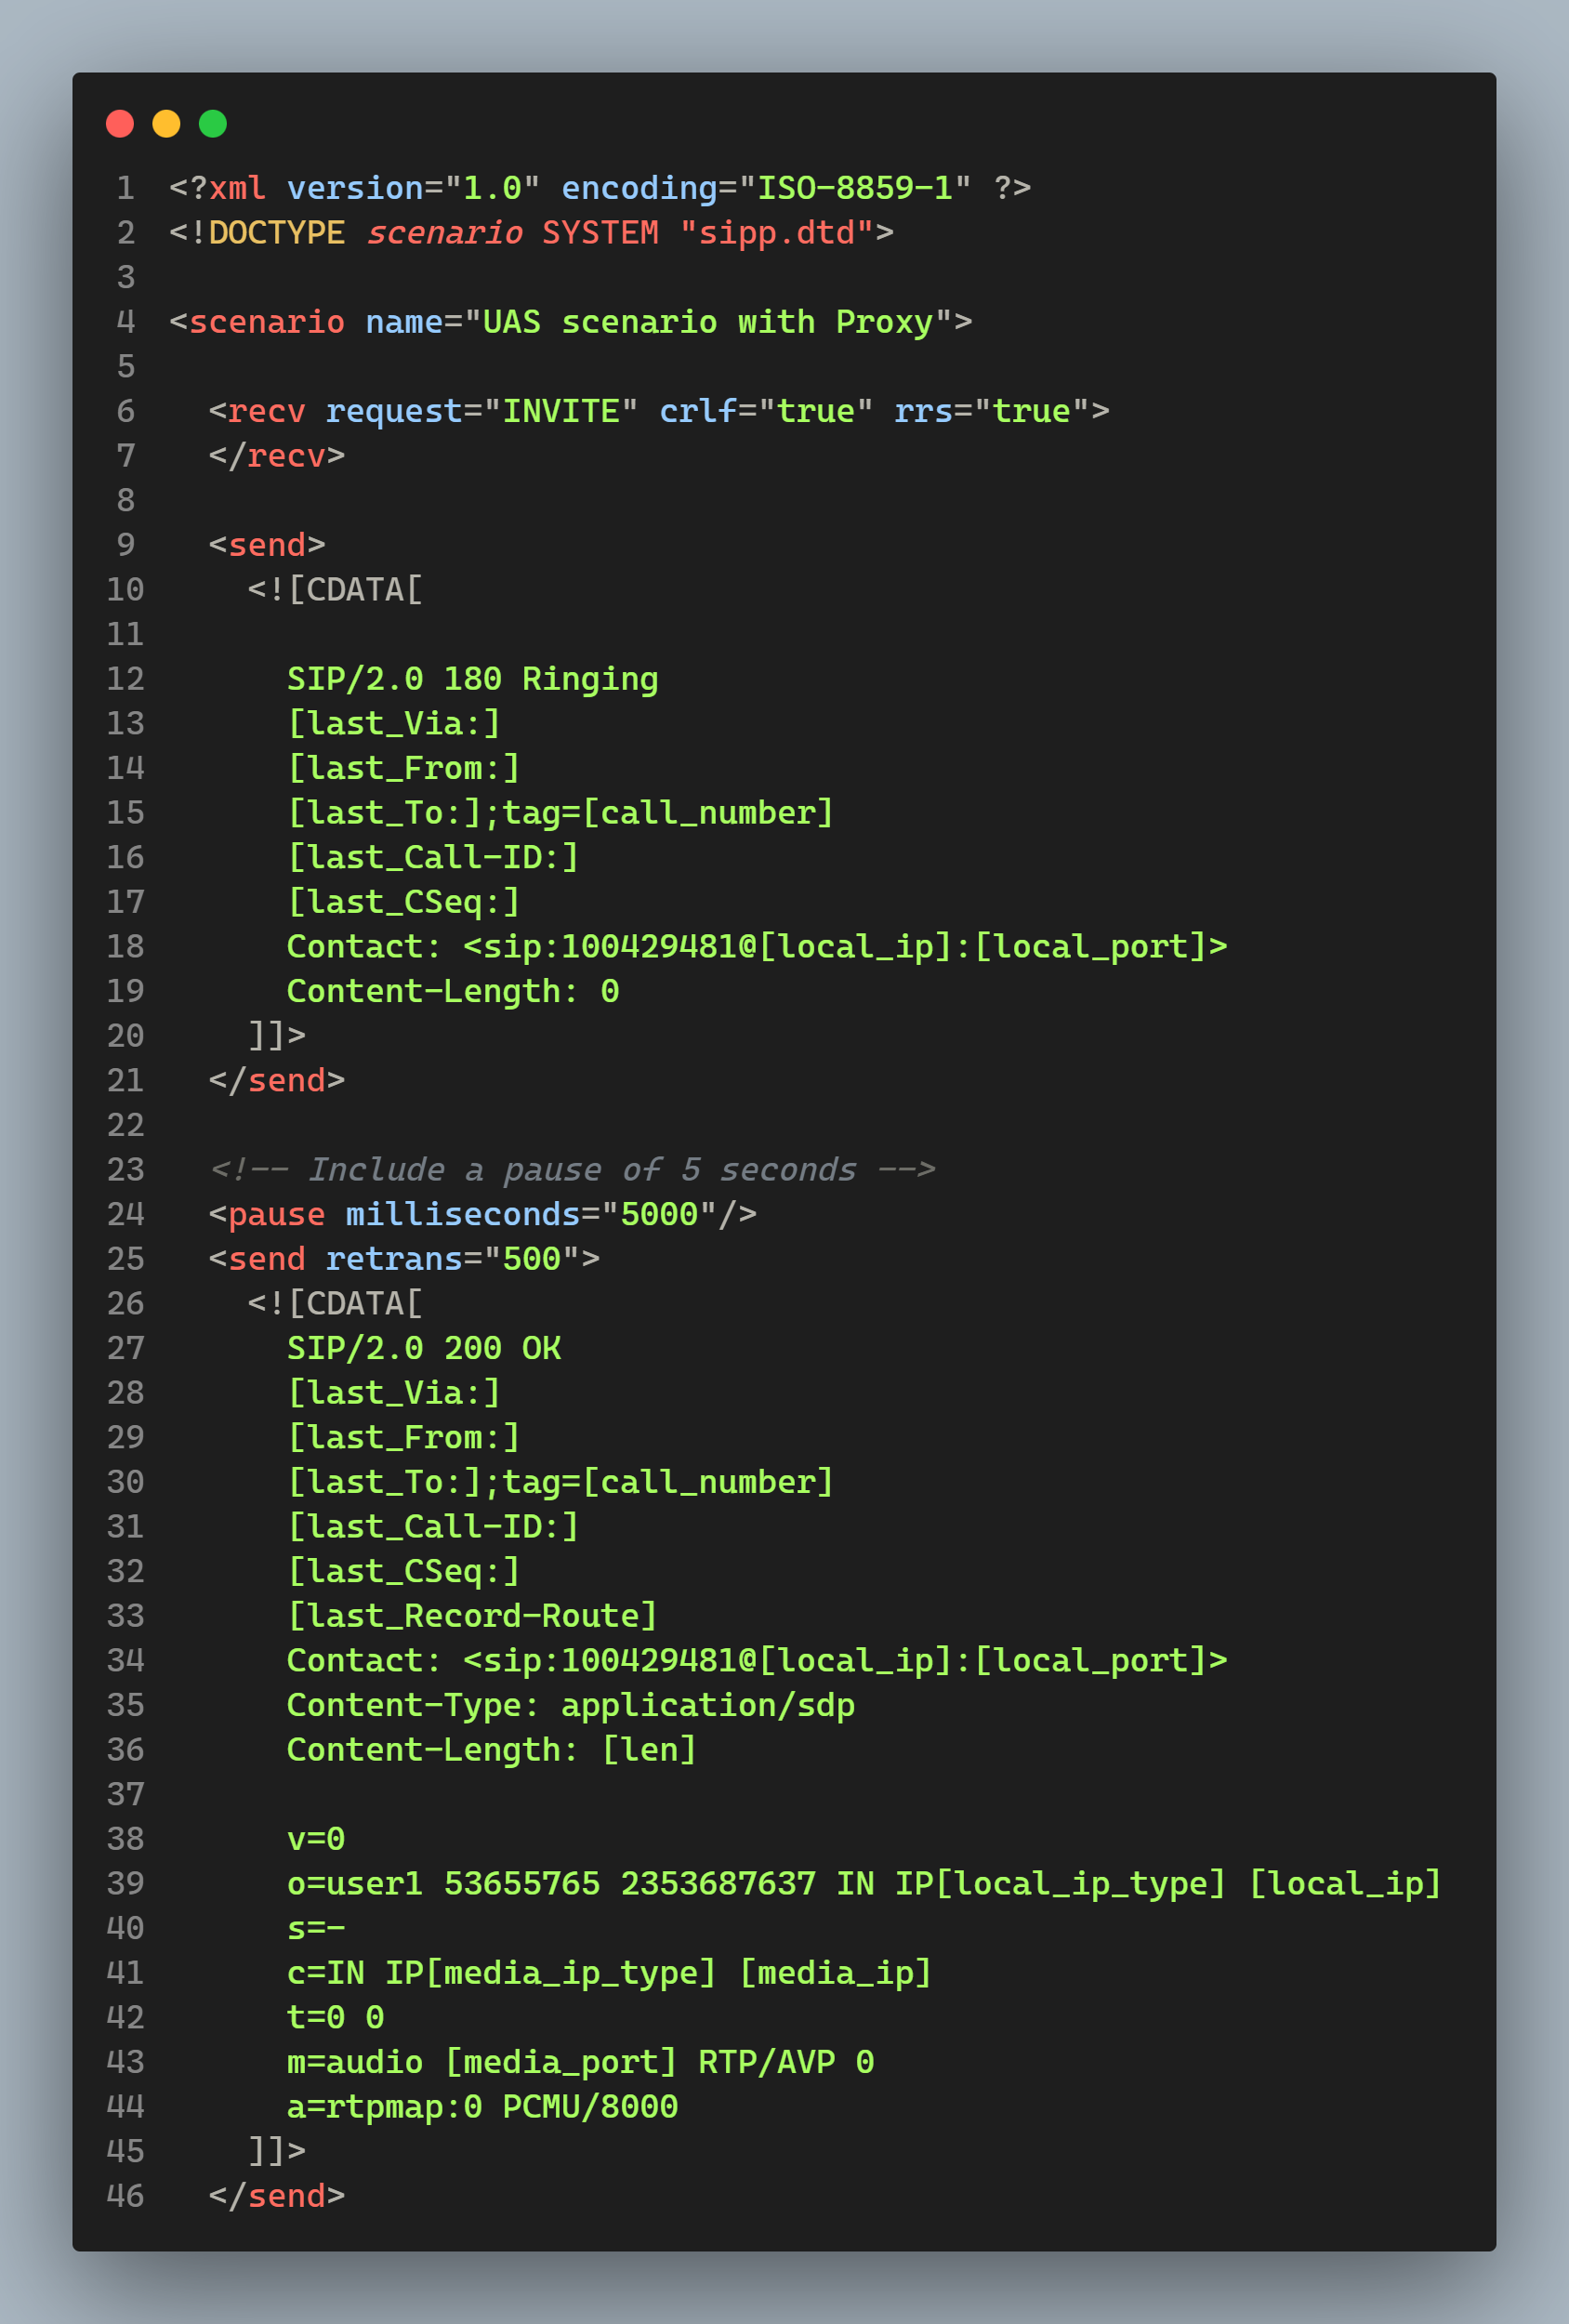 1 <?xml version="1.0" encoding="ISO-8859-1" ?>
2 <!DOCTYPE scenario SYSTEM "sipp.dtd">
3
4 <scenario name="UAS scenario with Proxy">
5
6   <recv request="INVITE" crlf="true" rrs="true">
7   </recv>
8
9   <send>
10     <![CDATA[
11
12       SIP/2.0 180 Ringing
13       [last_Via:]
14       [last_From:]
15       [last_To:];tag=[call_number]
16       [last_Call-ID:]
17       [last_CSeq:]
18       Contact: <sip:100429481@[local_ip]:[local_port]>
19       Content-Length: 0
20     ]]>
21   </send>
22
23   <!-- Include a pause of 5 seconds -->
24   <pause milliseconds="5000"/>
25   <send retrans="500">
26     <![CDATA[
27       SIP/2.0 200 OK
28       [last_Via:]
29       [last_From:]
30       [last_To:];tag=[call_number]
31       [last_Call-ID:]
32       [last_CSeq:]
33       [last_Record-Route]
34       Contact: <sip:100429481@[local_ip]:[local_port]>
35       Content-Type: application/sdp
36       Content-Length: [len]
37
38       v=0
39       o=user1 53655765 2353687637 IN IP[local_ip_type] [local_ip]
40       s=-
41       c=IN IP[media_ip_type] [media_ip]
42       t=0 0
43       m=audio [media_port] RTP/AVP 0
44       a=rtpmap:0 PCMU/8000
45     ]]>
46   </send>